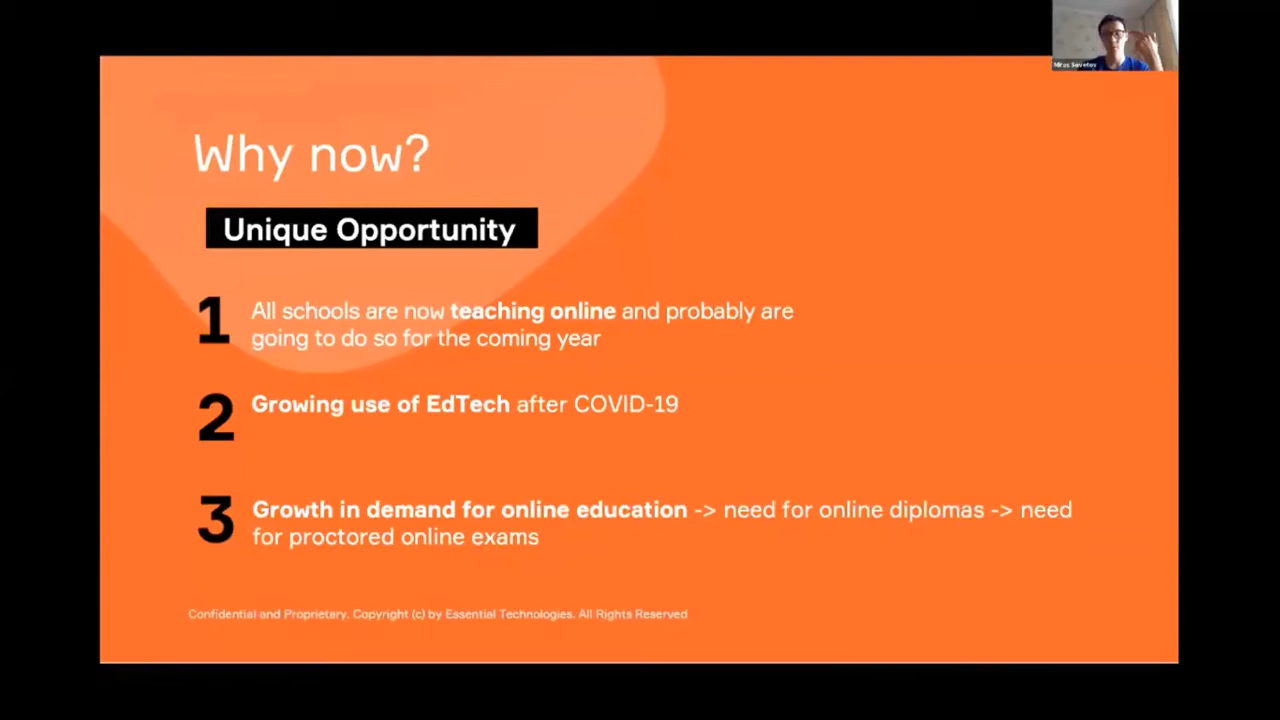 Why now?
Unique Opportunity
1 All schools are now teaching online and probably are
going to do so for the coming year
2 Growing use of EdTech after COVID-19
3 Growth in demand for online education -> need for online diplomas -> need
for proctored online exams
Confidential and Proprietary. Copyright (c) by Essential Technologies. All Rights Reserved